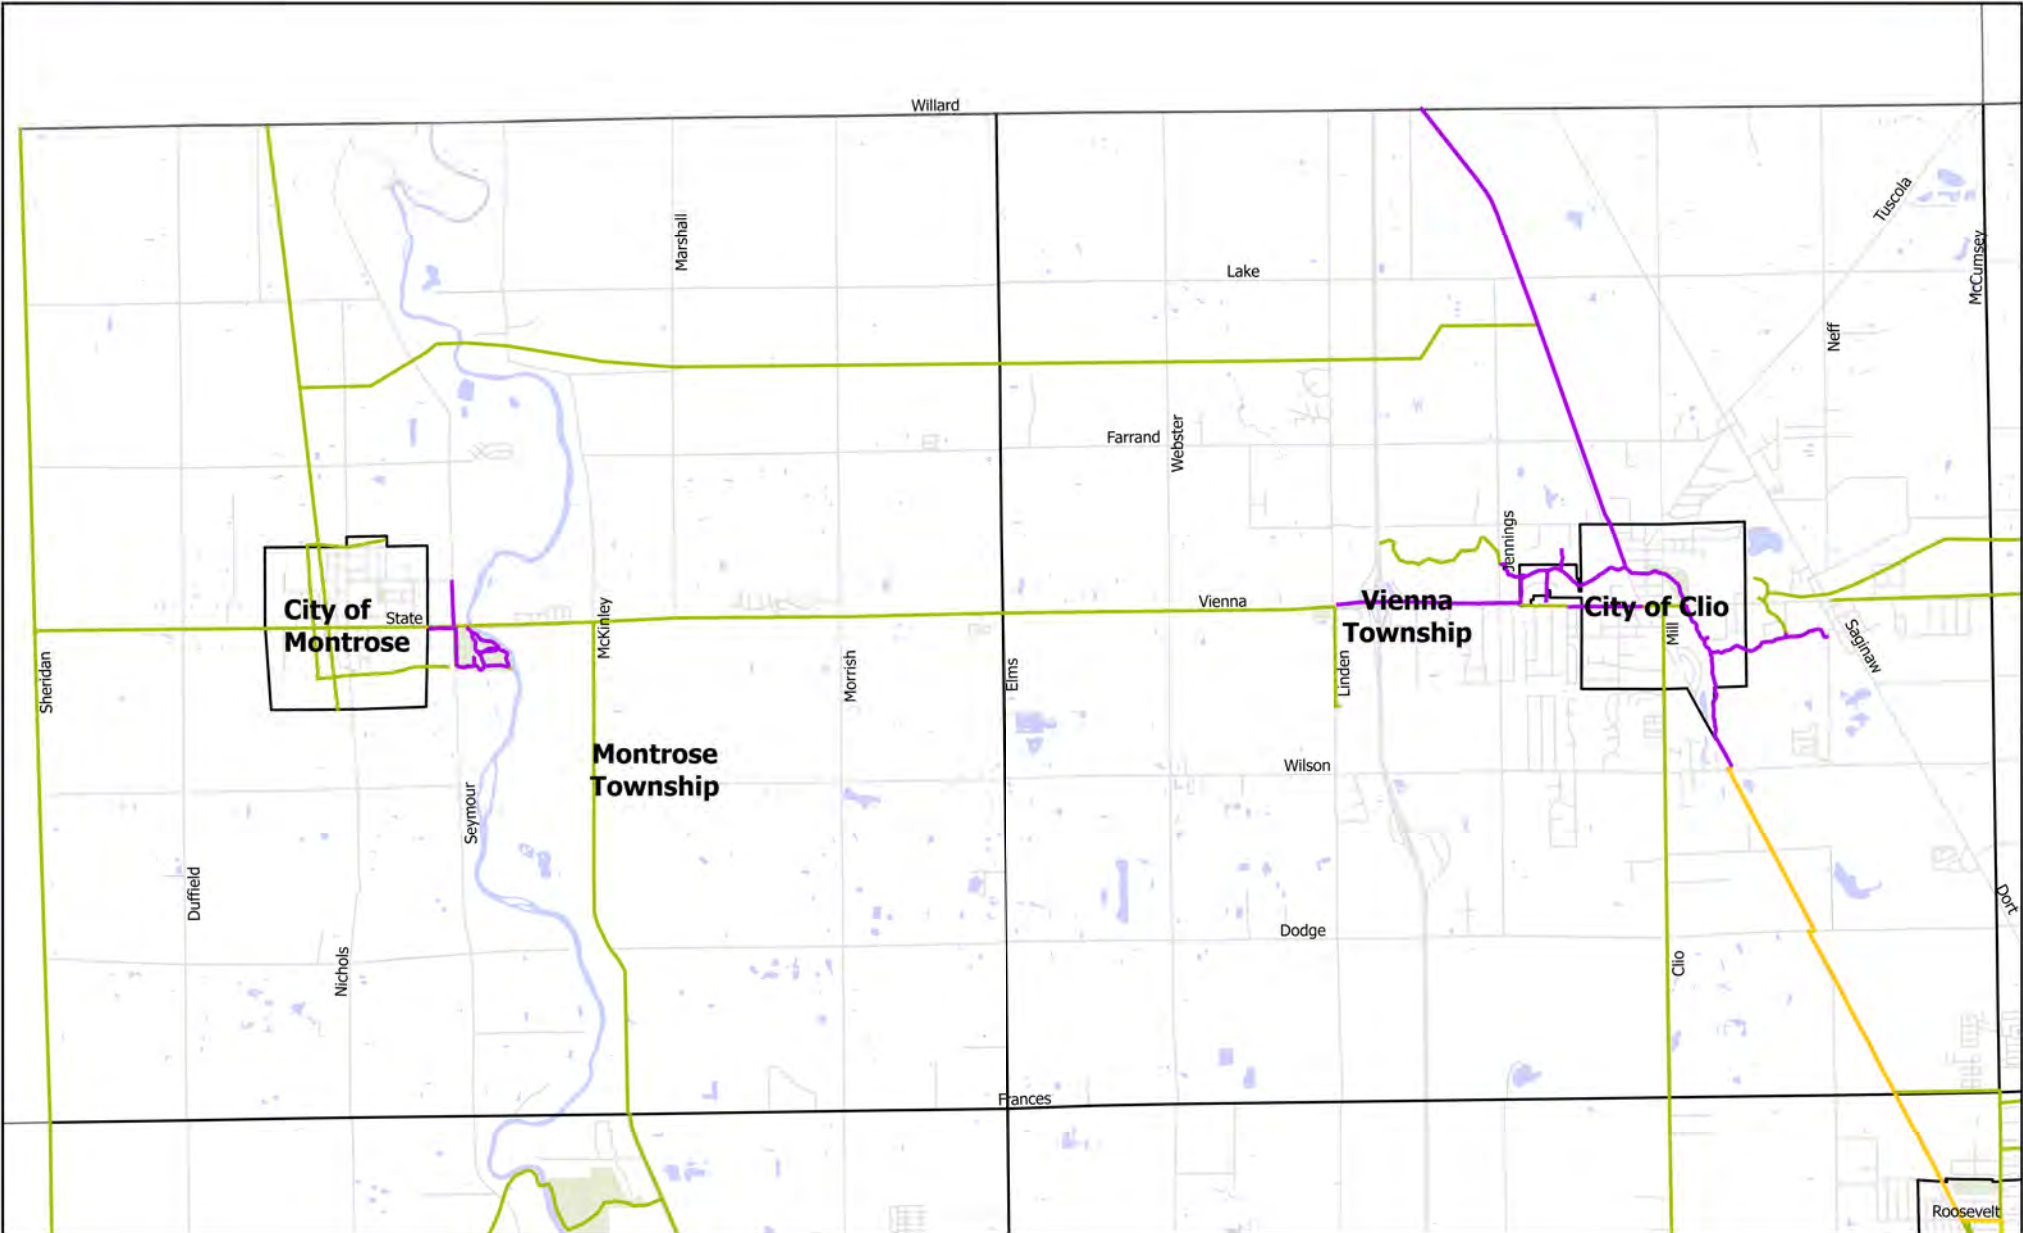 Willard
Tuscola
Marshall
McCumsey
Lake
Neff
Webster
Farrand
Jennings
Vienna
Vienna
Township
City of Clio
City of
Montrose
State
McKinley
Mill
Saginaw
Sheridan
Morrish
Elms
Linden
Montrose
Township
Wilson
Seymour
Duffield
Dort
Dodge
Nichols
Clio
Frances
Roosevelt